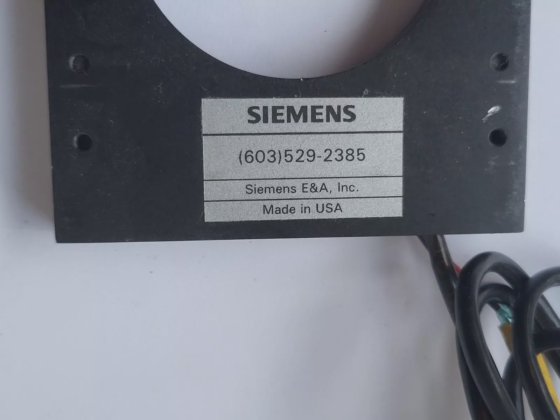 SIEMENS
(603)529-2385
Siemens E&A, Inc.
Made in USA